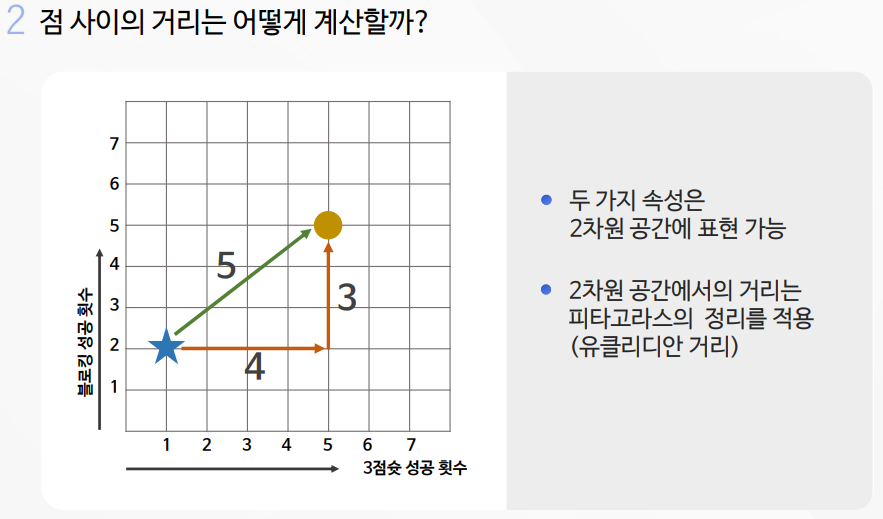 2 점 사이의 거리는 어떻게 계산할까?
7
6
5
4
3
2
1
블로킹 성공 횟수
5
3
4
1 2 3 4 5 6 7
3점슛 성공 횟수
두 가지 속성은
2차원 공간에 표현 가능
2차원 공간에서의 거리는
피타고라스의 정리를 적용
(유클리디안 거리)